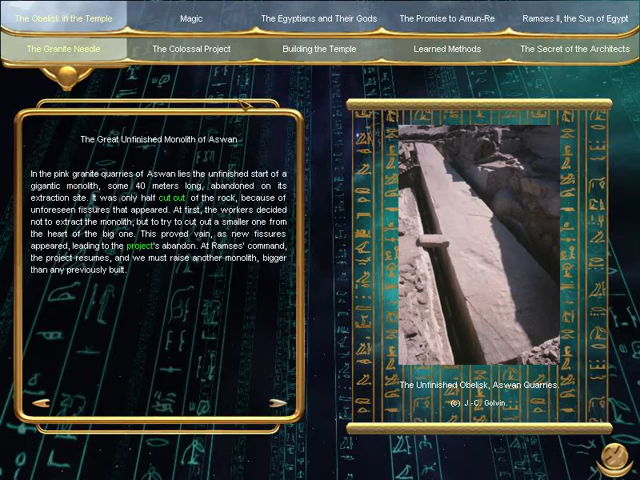 The Obelisk in the Temple
Magic
The Egyptians and Their Gods
The Promise to Amun-Re
Ramses II, the Sun of Egypt
The Granite Needle
The Colossal Project
Building the Temple
Learned Methods
The Secret of the Architects
The Great Unfinished Monolith of Aswan
In the pink granite quarries of Aswan lies the unfinished start of a
gigantic monolith, some 40 meters long, abandoned on its
extraction site. It was only half cut out of the rock, because of
unforeseen fissures that appeared. At first, the workers decided
not to extract the monolith; but to try to cut out a smaller one from
the heart of the big one. This proved vain, as new fissures
appeared, leading to the project's abandon. At Ramses' command,
the project resumes, and we must raise another monolith, bigger
than any previously built.
The Unfinished Obelisk, Aswan Quarries.
(c) J.-C. Golvin.